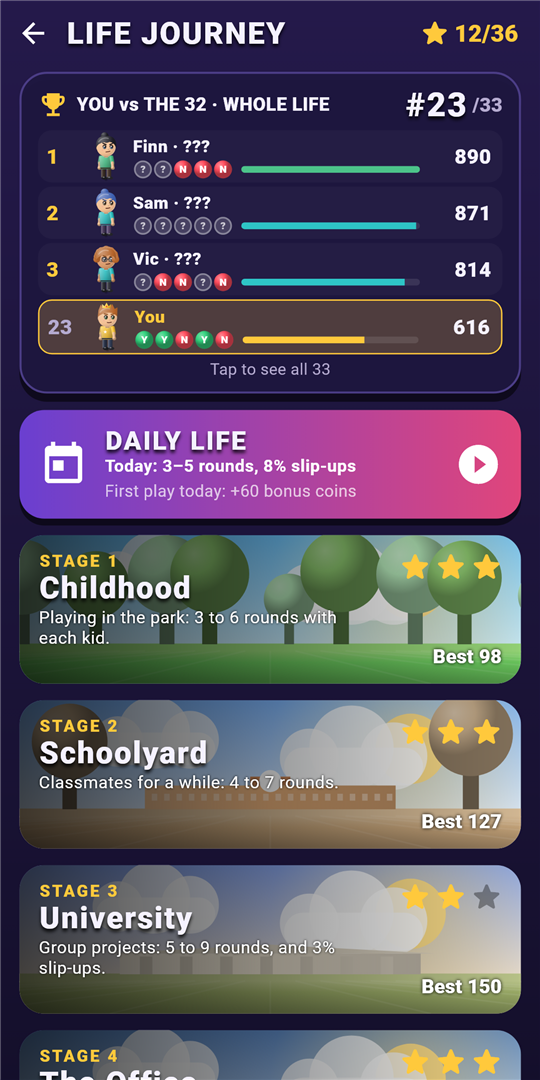 LIFE JOURNEY
12/36
YOU vs THE 32 · WHOLE LIFE
#23 /33
1
Finn · ???
? ? N N N
890
2
Sam · ???
? ? ? ? ?
871
3
Vic · ???
? N N ? N
814
23
You
Y Y N Y N
616
Tap to see all 33
DAILY LIFE
Today: 3–5 rounds, 8% slip-ups
First play today: +60 bonus coins
STAGE 1
Childhood
Playing in the park: 3 to 6 rounds with
each kid.
Best 98
STAGE 2
Schoolyard
Classmates for a while: 4 to 7 rounds.
Best 127
STAGE 3
University
Group projects: 5 to 9 rounds, and 3%
slip-ups.
Best 150
STAGE 4
The Office